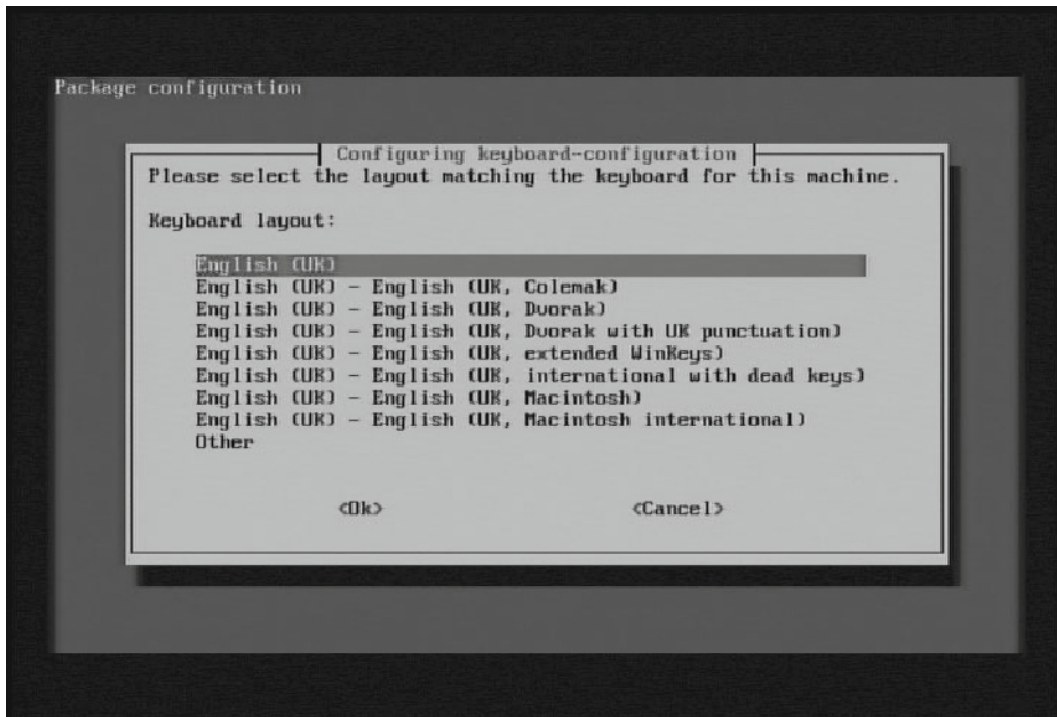 Package configuration
Configuring keyboard-configuration
Please select the layout matching the keyboard for this machine.
Keyboard layout:
English (UK)
English (UK) - English (UK, Colemak)
English (UK) - English (UK, Dvorak)
English (UK) - English (UK, Dvorak with UK punctuation)
English (UK) - English (UK, extended WinKeys)
English (UK) - English (UK, international with dead keys)
English (UK) - English (UK, Macintosh)
English (UK) - English (UK, Macintosh international)
Other
<Ok> <Cancel>